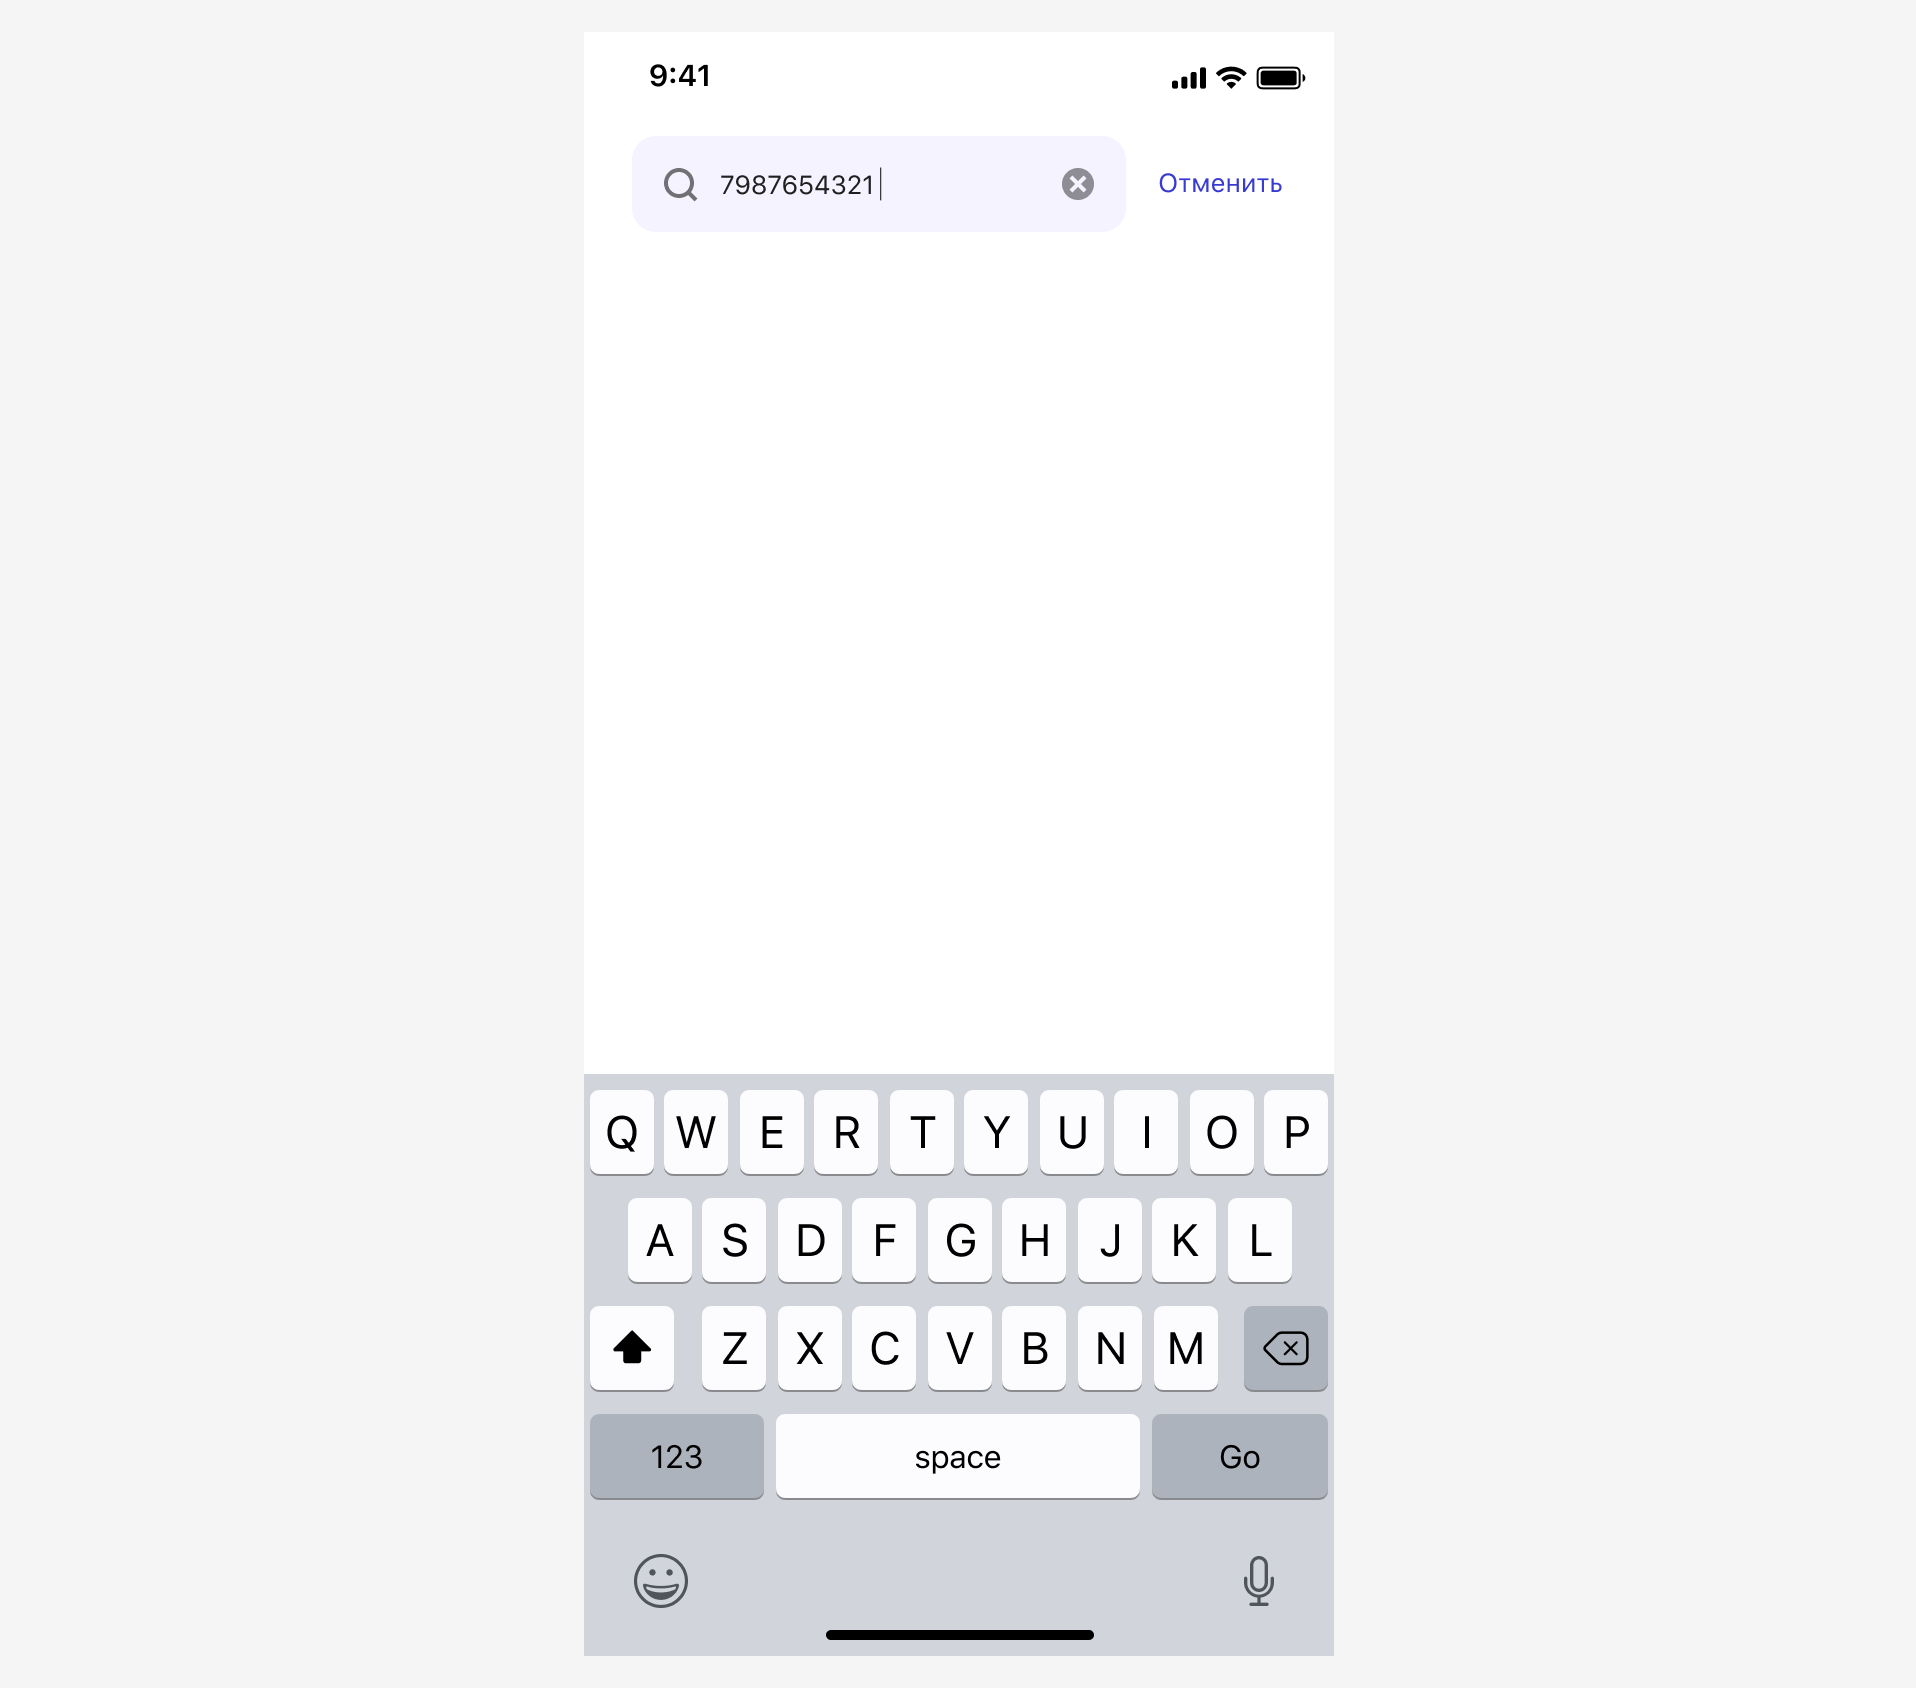 9:41
7987654321
Отменить
Q W E R T Y U I O P
A S D F G H J K L
Z X C V B N M
123 space Go